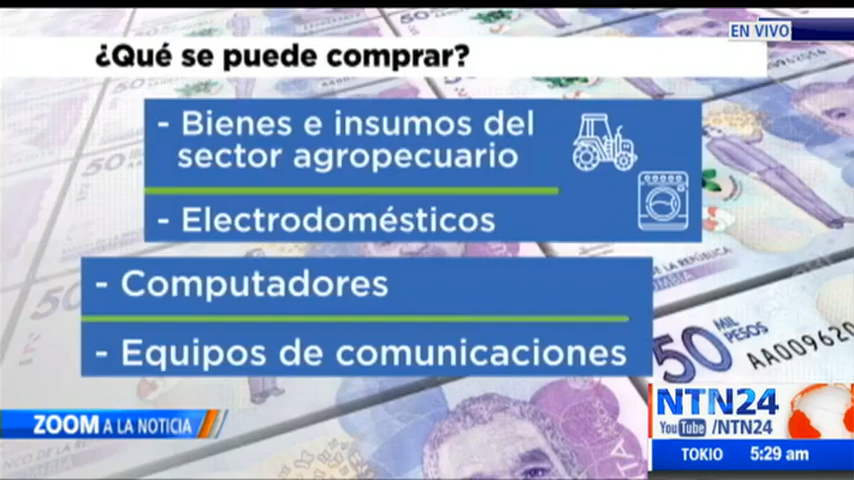 EN VIVO
¿Qué se puede comprar?
- Bienes e insumos del
sector agropecuario
- Electrodomésticos
- Computadores
- Equipos de comunicaciones
50 MIL
PESOS
AA009620
ZOOM A LA NOTICIA
NTN24
YouTube /NTN24
TOKIO 5:29 am